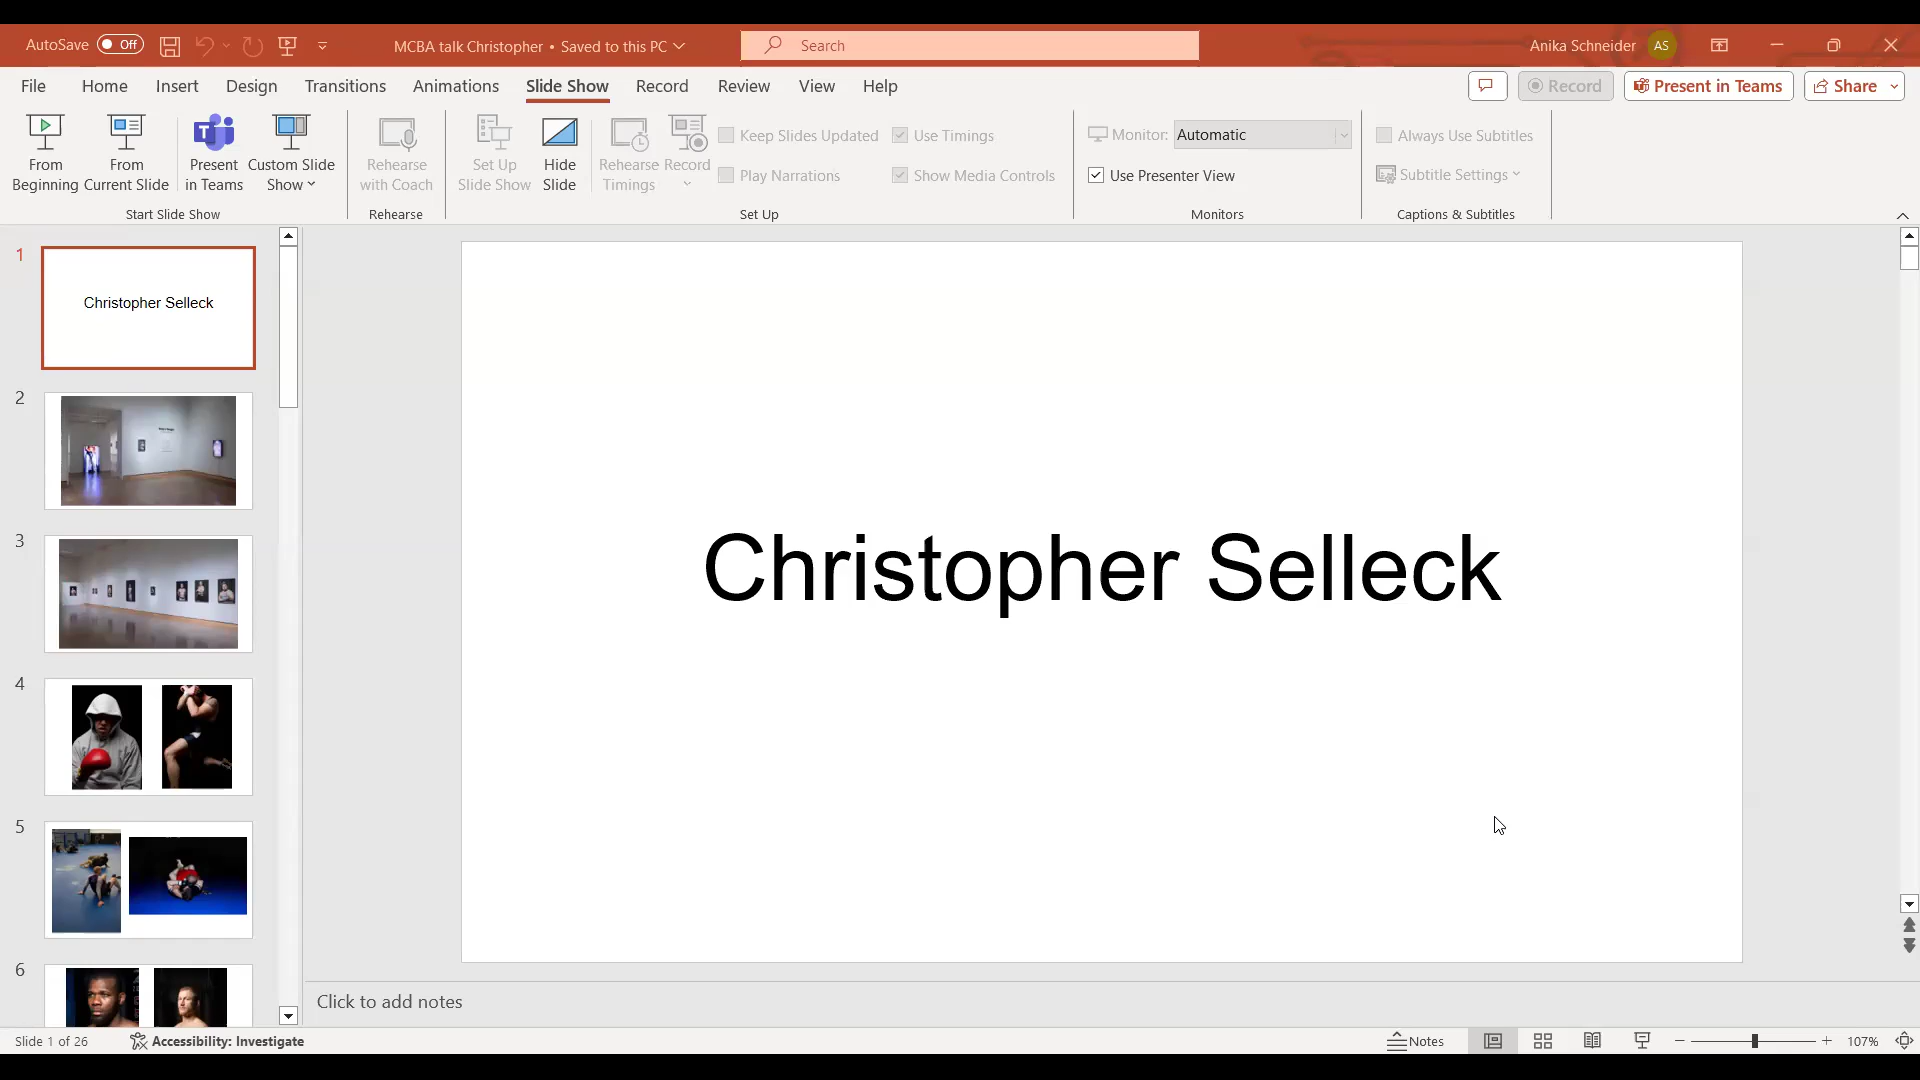 AutoSave Off MCBA talk Christopher • Saved to this PC Search Anika Schneider AS
File Home Insert Design Transitions Animations Slide Show Record Review View Help Record Present in Teams Share
From Beginning
From Current Slide
Present in Teams
Custom Slide Show
Start Slide Show
Rehearse with Coach
Rehearse
Set Up Slide Show
Hide Slide
Rehearse Timings
Record
Keep Slides Updated
Play Narrations
Use Timings
Show Media Controls
Set Up
Monitor: Automatic
Use Presenter View
Monitors
Always Use Subtitles
Subtitle Settings
Captions & Subtitles
1
Christopher Selleck
2
3
4
5
6
Christopher Selleck
Click to add notes
Slide 1 of 26 Accessibility: Investigate Notes 107%